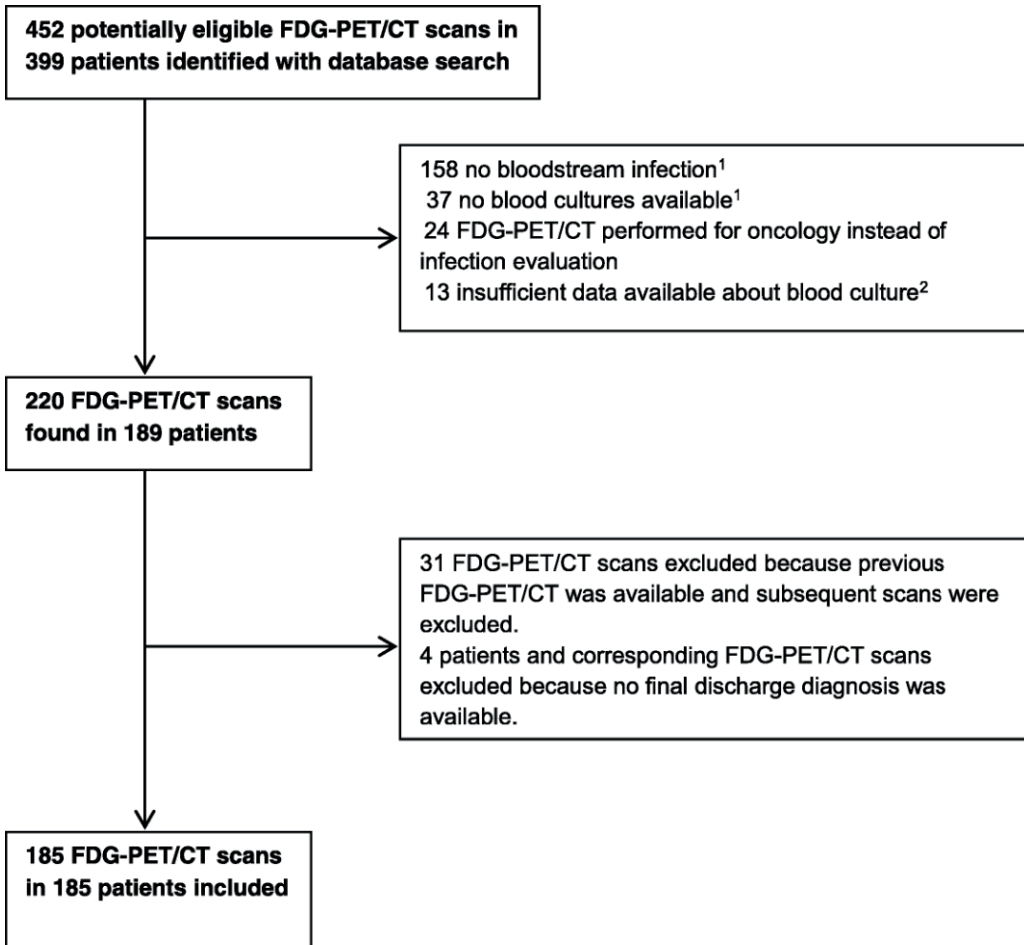 452 potentially eligible FDG-PET/CT scans in
399 patients identified with database search
158 no bloodstream infection¹
37 no blood cultures available¹
24 FDG-PET/CT performed for oncology instead of
infection evaluation
13 insufficient data available about blood culture²
220 FDG-PET/CT scans
found in 189 patients
31 FDG-PET/CT scans excluded because previous
FDG-PET/CT was available and subsequent scans were
excluded.
4 patients and corresponding FDG-PET/CT scans
excluded because no final discharge diagnosis was
available.
185 FDG-PET/CT scans
in 185 patients included